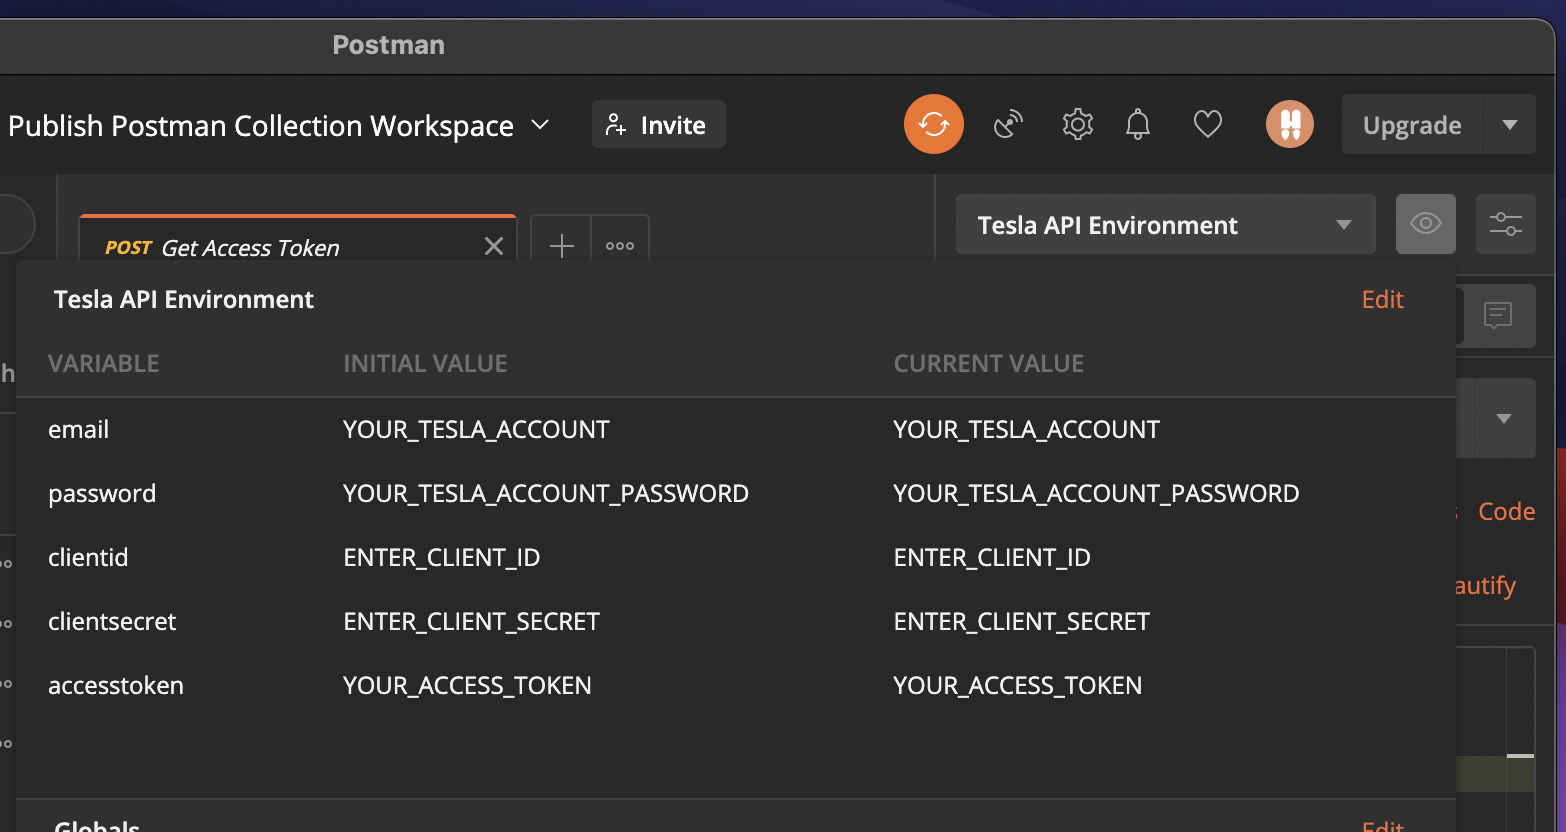 Postman
Publish Postman Collection Workspace
Invite
Upgrade
POST Get Access Token
Tesla API Environment
Tesla API Environment
Edit
VARIABLE INITIAL VALUE CURRENT VALUE
email YOUR_TESLA_ACCOUNT YOUR_TESLA_ACCOUNT
password YOUR_TESLA_ACCOUNT_PASSWORD YOUR_TESLA_ACCOUNT_PASSWORD
Code
clientid ENTER_CLIENT_ID ENTER_CLIENT_ID
autify
clientsecret ENTER_CLIENT_SECRET ENTER_CLIENT_SECRET
accesstoken YOUR_ACCESS_TOKEN YOUR_ACCESS_TOKEN
Globals
Edit